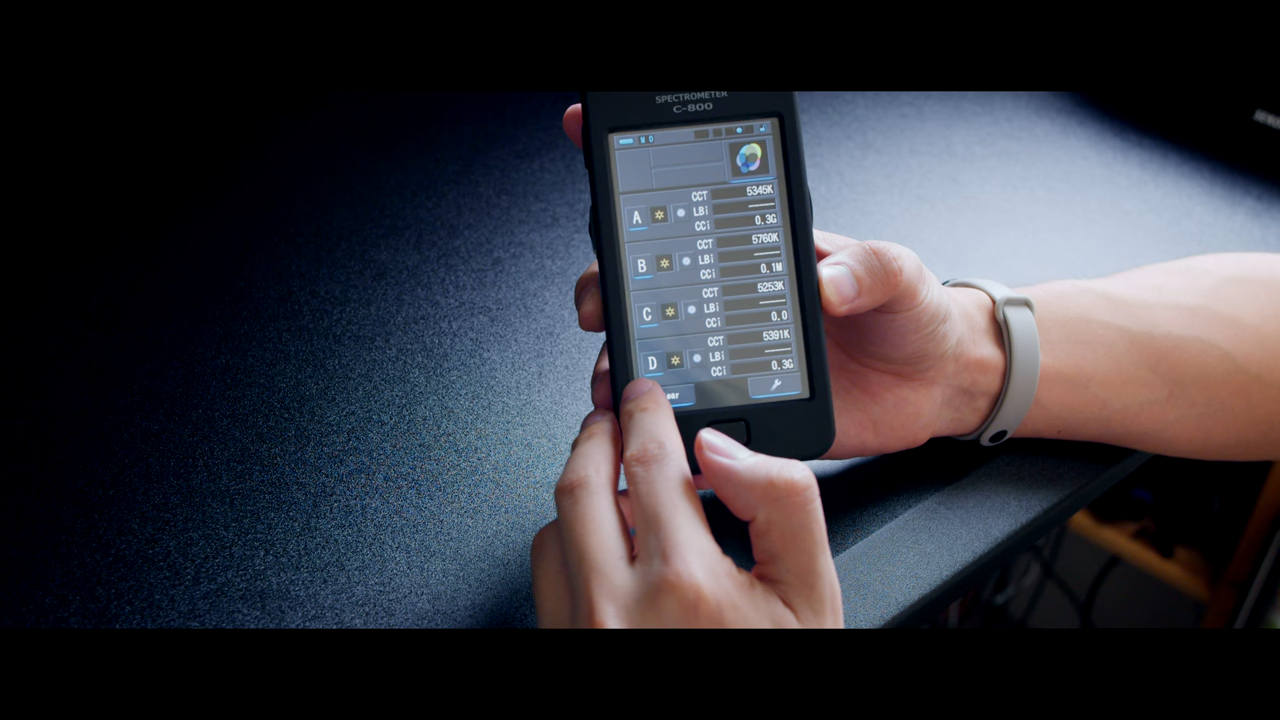 SPECTROMETER
C-800
A CCT 5345K
LBi
CCi 0.3G
B CCT 5760K
LBi
CCi 0.1M
C CCT 5253K
LBi
CCi 0.0
D CCT 5391K
LBi
CCi 0.3G